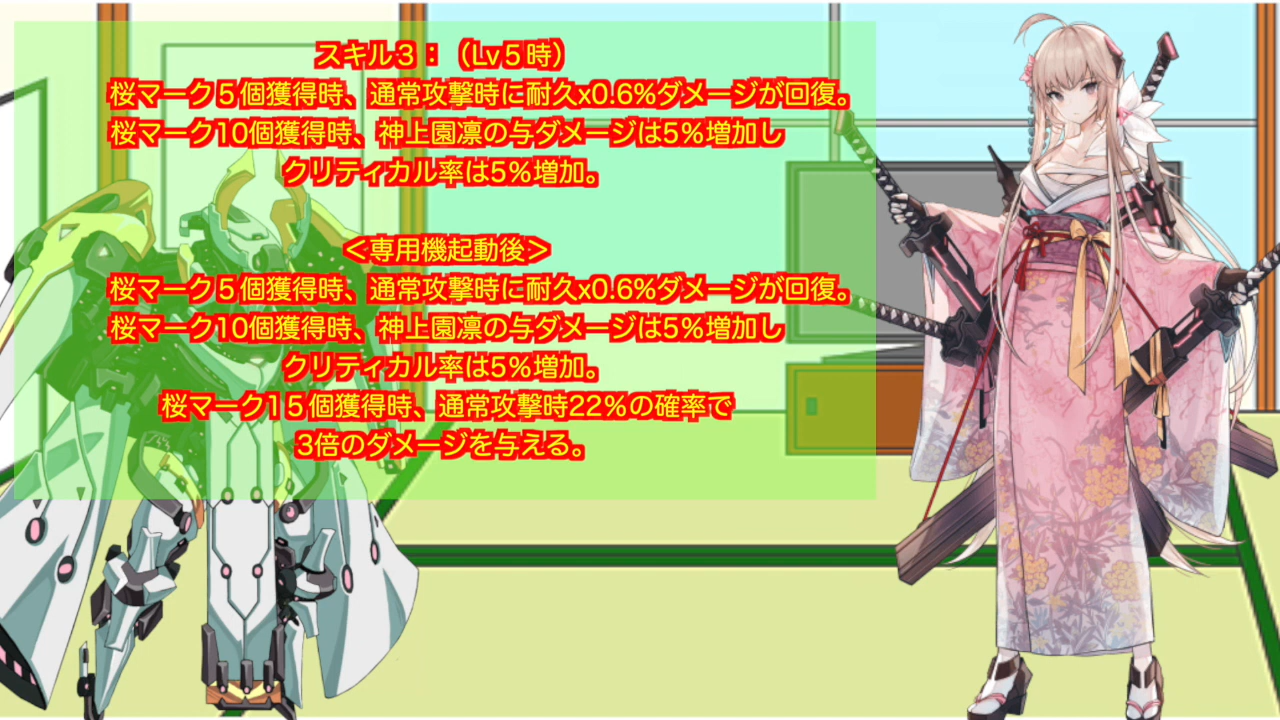 スキル３：（Lv５時）
桜マーク５個獲得時、通常攻撃時に耐久x0.6%ダメージが回復。
桜マーク10個獲得時、神上園凛の与ダメージは5%増加し
クリティカル率は5%増加。
＜専用機起動後＞
桜マーク５個獲得時、通常攻撃時に耐久x0.6%ダメージが回復。
桜マーク10個獲得時、神上園凛の与ダメージは5%増加し
クリティカル率は5%増加。
桜マーク1５個獲得時、通常攻撃時22%の確率で
3倍のダメージを与える。